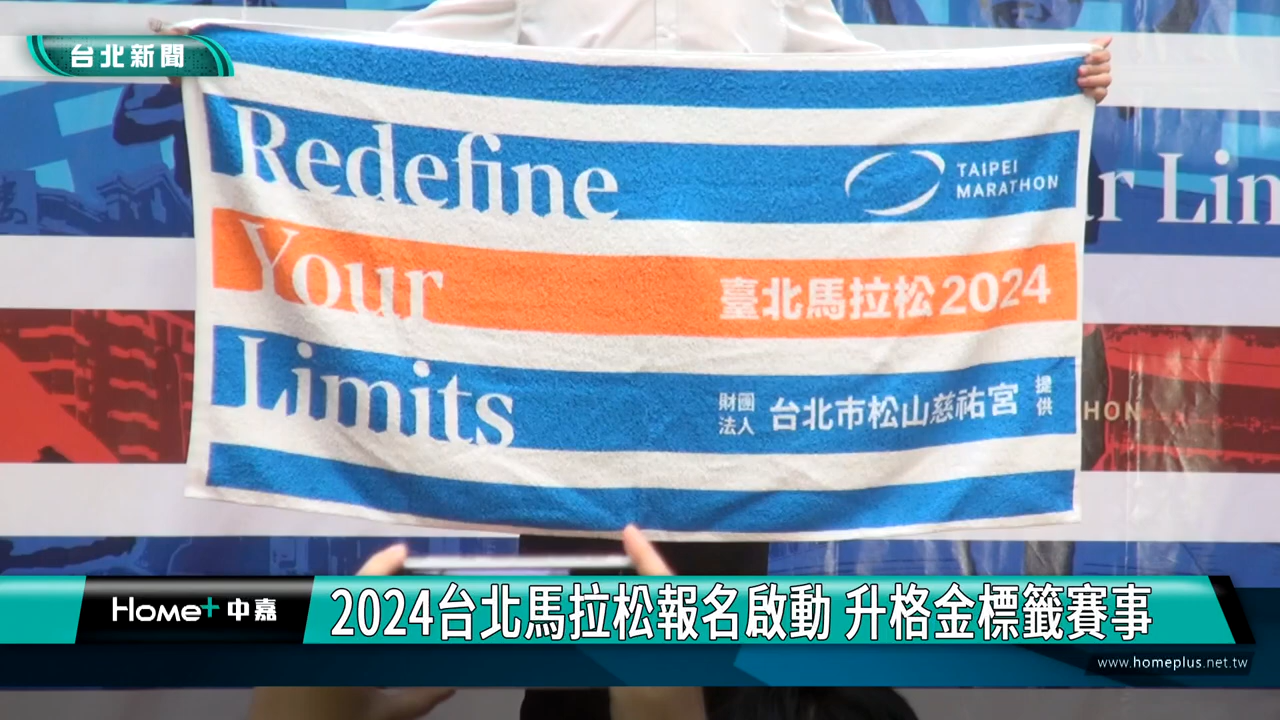 台北新聞
Redefine
TAIPEI
MARATHON
Your
臺北馬拉松2024
Limits
財團
法人
台北市松山慈祐宮
提
供
r Lim
HON
Home+ 中嘉
2024台北馬拉松報名啟動 升格金標籤賽事
www.homeplus.net.tw